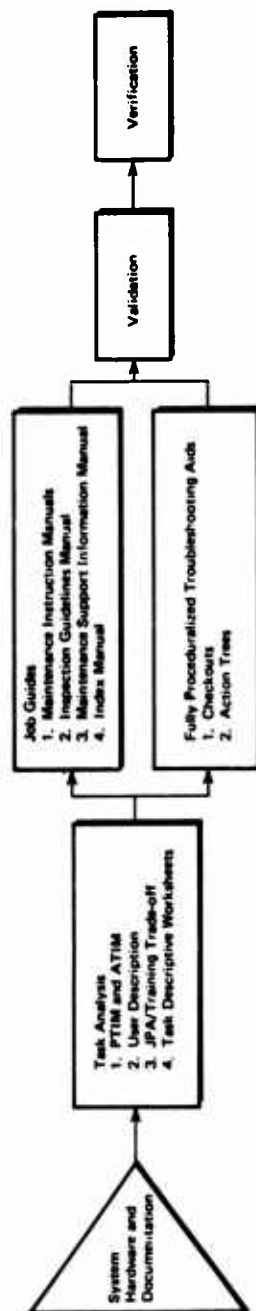 System
Hardware and
Documentation
Task Analysis
1. PTIM and ATIM
2. User Description
3. JPA/Training Trade-off
4. Task Descriptive Worksheets
Job Guides
1. Maintenance Instruction Manuals
2. Inspection Guidelines Manual
3. Maintenance Support Information Manual
4. Index Manual
Fully Proceduralized Troubleshooting Aids
1. Checkouts
2. Action Trees
Validation
Verification